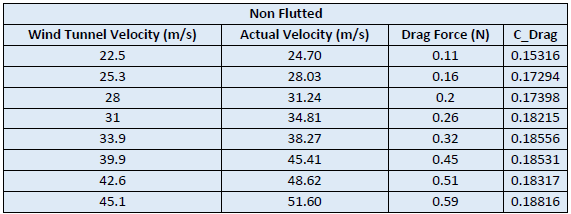 Non Flutted
Wind Tunnel Velocity (m/s) Actual Velocity (m/s) Drag Force (N) C_Drag
22.5 24.70 0.11 0.15316
25.3 28.03 0.16 0.17294
28 31.24 0.2 0.17398
31 34.81 0.26 0.18215
33.9 38.27 0.32 0.18556
39.9 45.41 0.45 0.18531
42.6 48.62 0.51 0.18317
45.1 51.60 0.59 0.18816